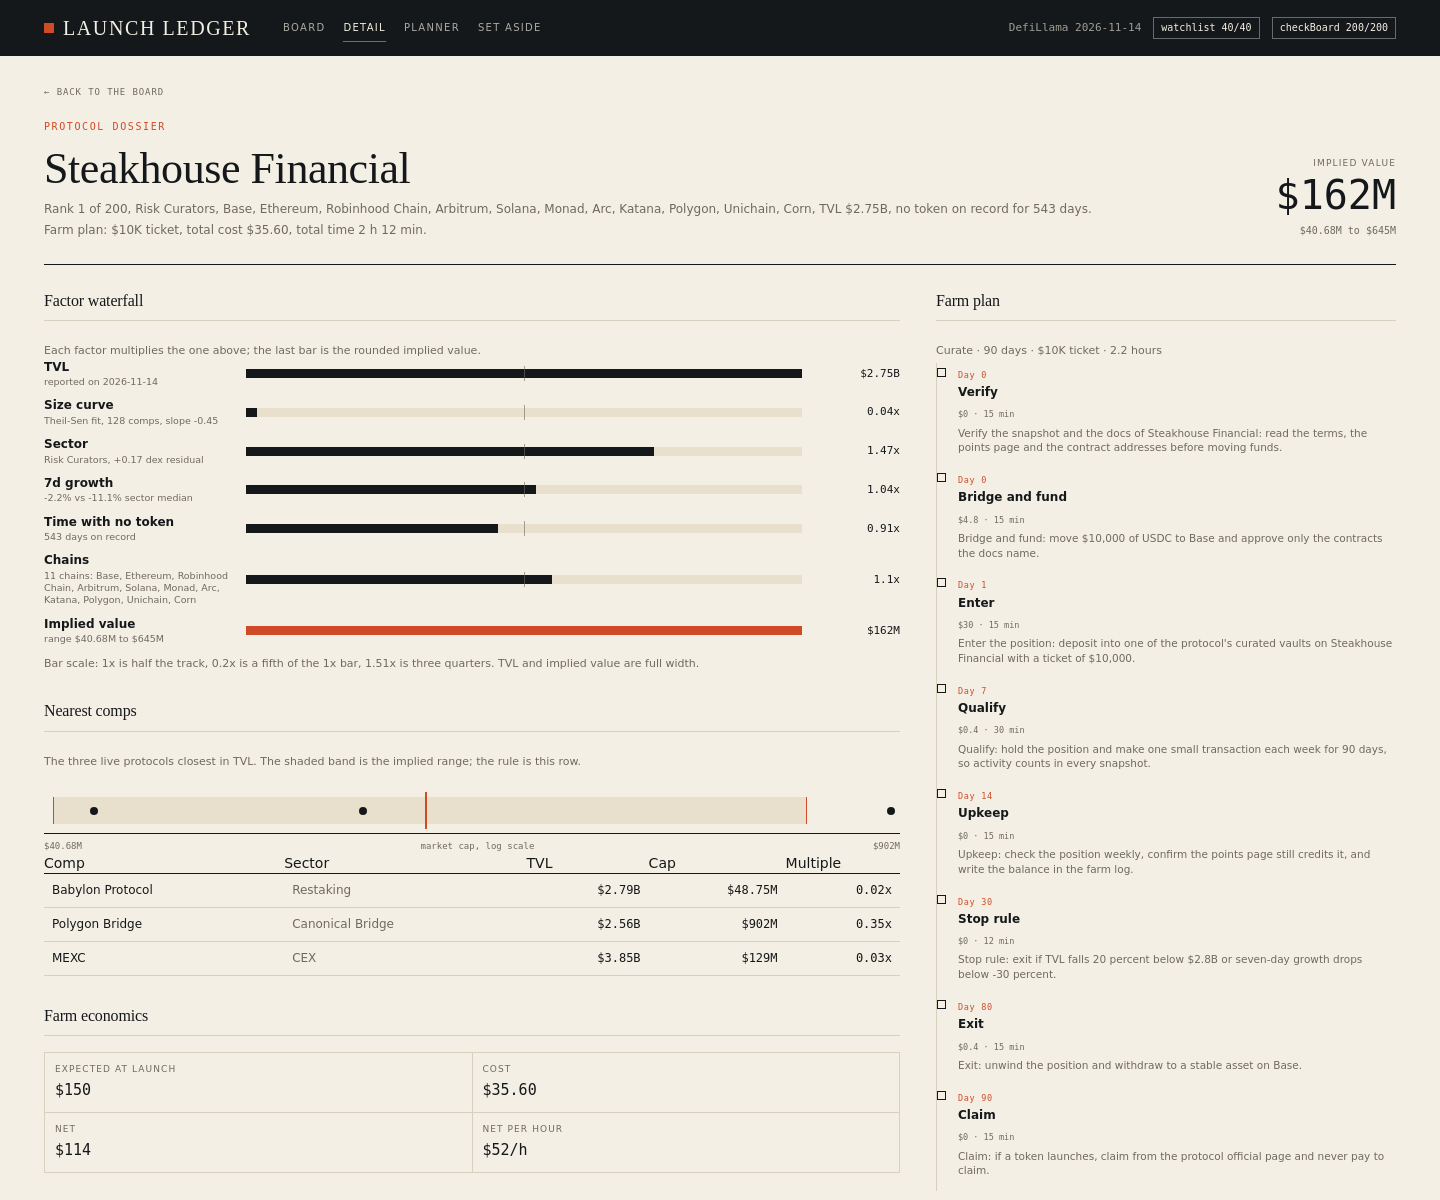 LAUNCH LEDGER
BOARD DETAIL PLANNER SET ASIDE
DefiLlama 2026-11-14 watchlist 40/40 checkBoard 200/200
← BACK TO THE BOARD
PROTOCOL DOSSIER
Steakhouse Financial
Rank 1 of 200, Risk Curators, Base, Ethereum, Robinhood Chain, Arbitrum, Solana, Monad, Arc, Katana, Polygon, Unichain, Corn, TVL $2.75B, no token on record for 543 days.
Farm plan: $10K ticket, total cost $35.60, total time 2 h 12 min.
IMPLIED VALUE
$162M
$40.68M to $645M
Factor waterfall
Each factor multiplies the one above; the last bar is the rounded implied value.
TVL
reported on 2026-11-14
$2.75B
Size curve
Theil-Sen fit, 128 comps, slope -0.45
0.04x
Sector
Risk Curators, +0.17 dex residual
1.47x
7d growth
-2.2% vs -11.1% sector median
1.04x
Time with no token
543 days on record
0.91x
Chains
11 chains: Base, Ethereum, Robinhood
Chain, Arbitrum, Solana, Monad, Arc,
Katana, Polygon, Unichain, Corn
1.1x
Implied value
range $40.68M to $645M
$162M
Bar scale: 1x is half the track, 0.2x is a fifth of the 1x bar, 1.51x is three quarters. TVL and implied value are full width.
Nearest comps
The three live protocols closest in TVL. The shaded band is the implied range; the rule is this row.
$40.68M market cap, log scale $902M
Comp Sector TVL Cap Multiple
Babylon Protocol Restaking $2.79B $48.75M 0.02x
Polygon Bridge Canonical Bridge $2.56B $902M 0.35x
MEXC CEX $3.85B $129M 0.03x
Farm economics
EXPECTED AT LAUNCH
$150
COST
$35.60
NET
$114
NET PER HOUR
$52/h
Farm plan
Curate · 90 days · $10K ticket · 2.2 hours
Day 0
Verify
$0 · 15 min
Verify the snapshot and the docs of Steakhouse Financial: read the terms, the
points page and the contract addresses before moving funds.
Day 0
Bridge and fund
$4.8 · 15 min
Bridge and fund: move $10,000 of USDC to Base and approve only the contracts
the docs name.
Day 1
Enter
$30 · 15 min
Enter the position: deposit into one of the protocol's curated vaults on Steakhouse
Financial with a ticket of $10,000.
Day 7
Qualify
$0.4 · 30 min
Qualify: hold the position and make one small transaction each week for 90 days,
so activity counts in every snapshot.
Day 14
Upkeep
$0 · 15 min
Upkeep: check the position weekly, confirm the points page still credits it, and
write the balance in the farm log.
Day 30
Stop rule
$0 · 12 min
Stop rule: exit if TVL falls 20 percent below $2.8B or seven-day growth drops
below -30 percent.
Day 80
Exit
$0.4 · 15 min
Exit: unwind the position and withdraw to a stable asset on Base.
Day 90
Claim
$0 · 15 min
Claim: if a token launches, claim from the protocol official page and never pay to
claim.